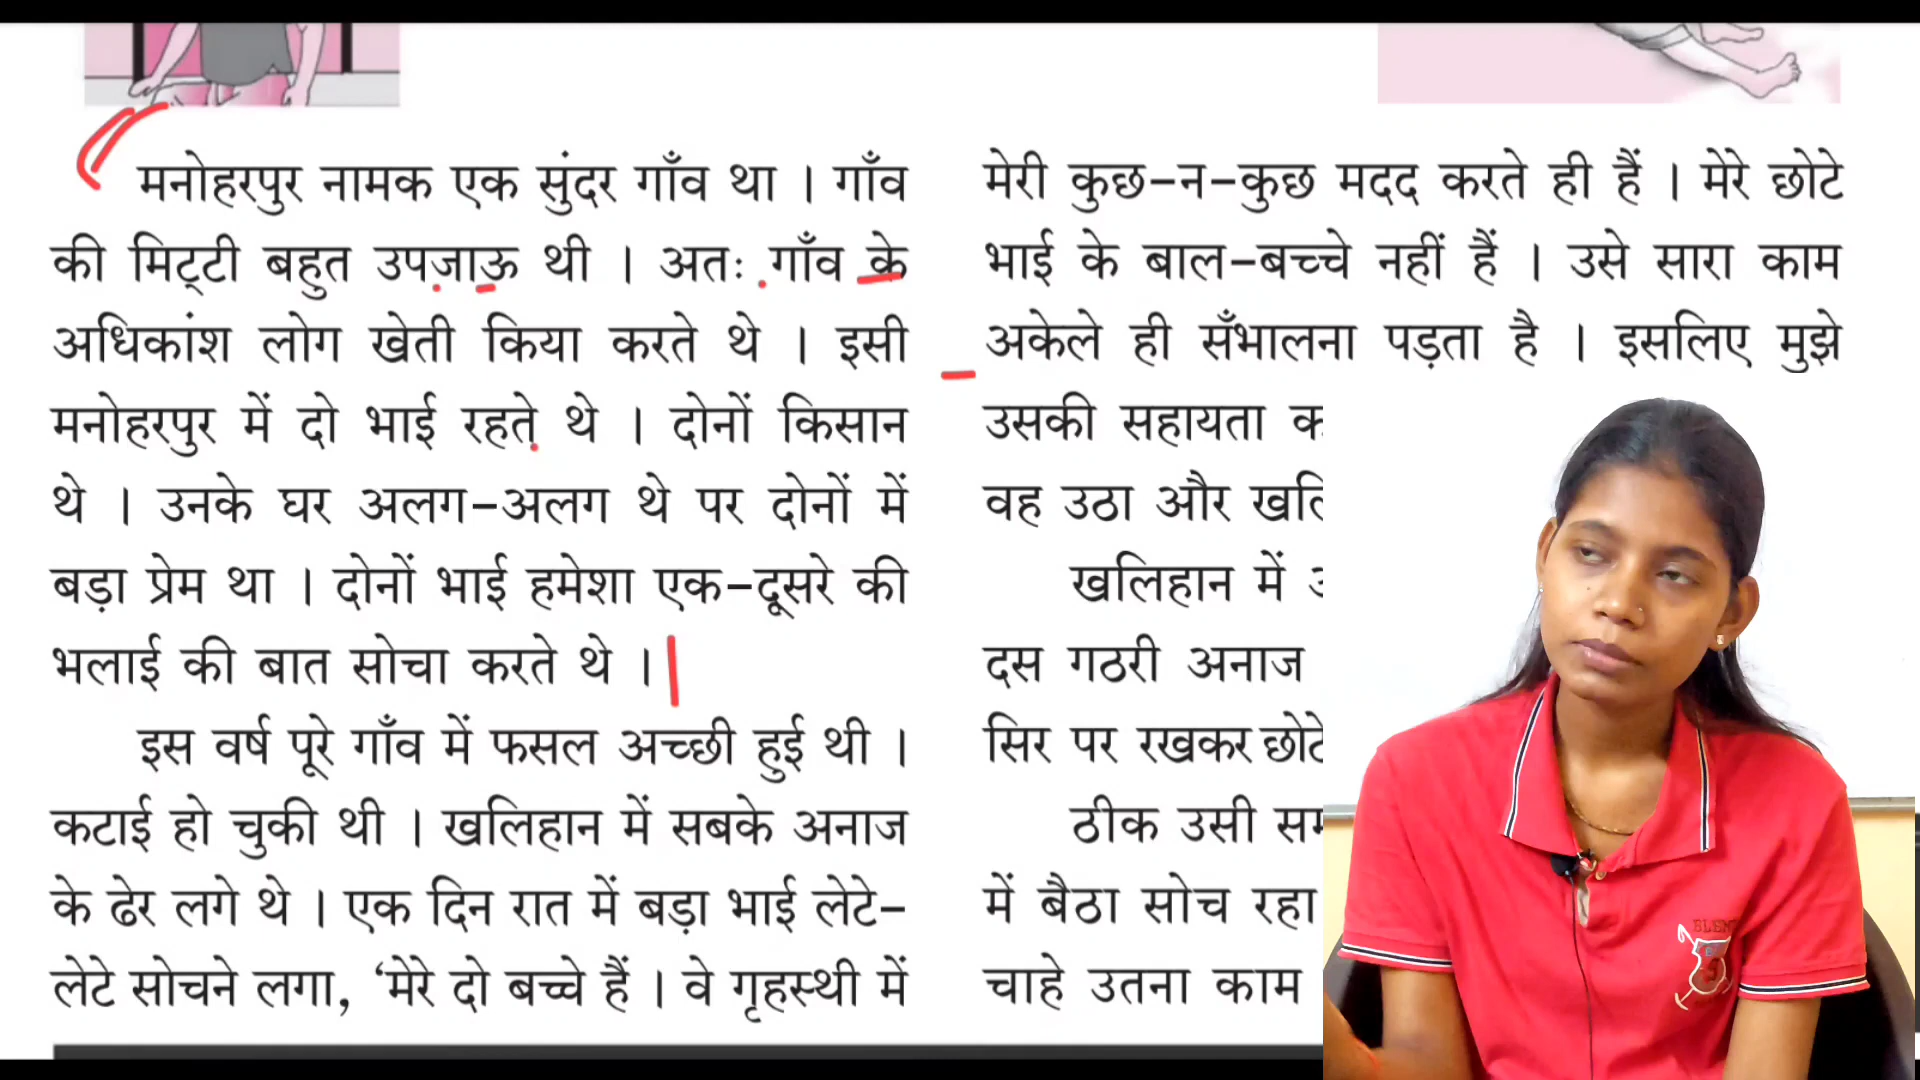 मनोहरपुर नामक एक सुंदर गाँव था । गाँव
की मिट्‌टी बहुत उपजाऊ थी । अतः गाँव के
अधिकांश लोग खेती किया करते थे । इसी
मनोहरपुर में दो भाई रहते थे । दोनों किसान
थे । उनके घर अलग-अलग थे पर दोनों में
बड़ा प्रेम था । दोनों भाई हमेशा एक-दूसरे की
भलाई की बात सोचा करते थे ।
इस वर्ष पूरे गाँव में फसल अच्छी हुई थी ।
कटाई हो चुकी थी । खलिहान में सबके अनाज
के ढेर लगे थे । एक दिन रात में बड़ा भाई लेटे-
लेटे सोचने लगा, ‘मेरे दो बच्चे हैं । वे गृहस्थी में
मेरी कुछ-न-कुछ मदद करते ही हैं । मेरे छोटे
भाई के बाल-बच्चे नहीं हैं । उसे सारा काम
अकेले ही सँभालना पड़ता है । इसलिए मुझे
उसकी सहायता
वह उठा और
खलिहान में
दस गठरी अनाज
सिर पर रखकर छोटे
ठीक उसी
में बैठा सोच रहा
चाहे उतना काम